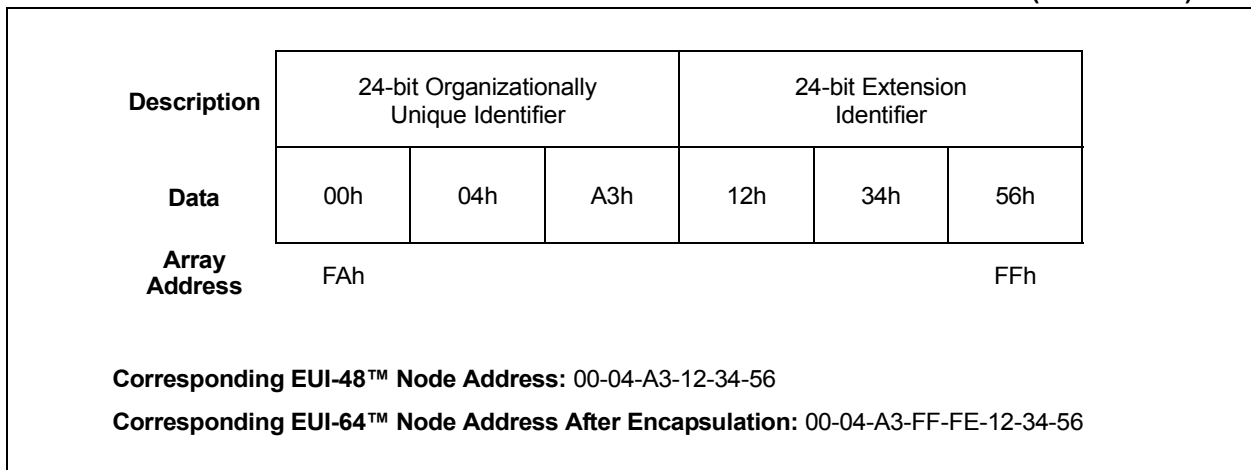 Description
24-bit Organizationally
Unique Identifier
24-bit Extension
Identifier
Data
00h
04h
A3h
12h
34h
56h
Array
Address
FAh
FFh
Corresponding EUI-48™ Node Address: 00-04-A3-12-34-56
Corresponding EUI-64™ Node Address After Encapsulation: 00-04-A3-FF-FE-12-34-56